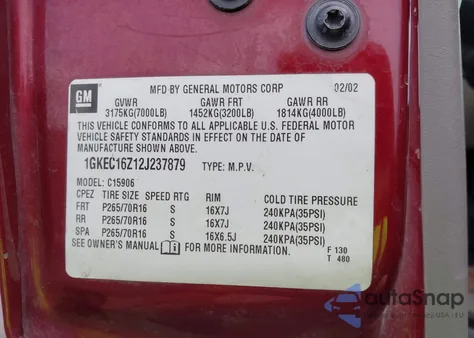 GM
MFD BY GENERAL MOTORS CORP 02/02
GVWR GAWR FRT GAWR RR
3175KG(7000LB) 1452KG(3200LB) 1814KG(4000LB)
THIS VEHICLE CONFORMS TO ALL APPLICABLE U.S. FEDERAL MOTOR
VEHICLE SAFETY STANDARDS IN EFFECT ON THE DATE OF
MANUFACTURE SHOWN ABOVE.
1GKEC16Z12J237879 TYPE: M.P.V.
MODEL: C15906
CPEZ TIRE SIZE SPEED RTG RIM COLD TIRE PRESSURE
FRT P265/70R16 S 16X7J 240KPA(35PSI)
RR P265/70R16 S 16X7J 240KPA(35PSI)
SPA P265/70R16 S 16X6.5J 240KPA(35PSI)
SEE OWNER'S MANUAL FOR MORE INFORMATION.
F 130
T 480
autoSnap